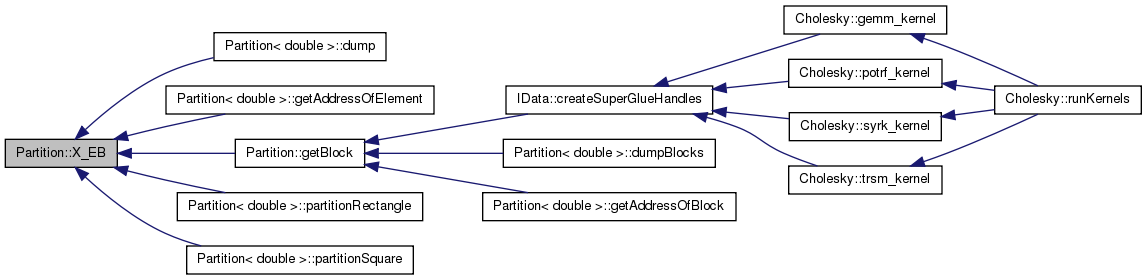 Partition::X_EB
Partition< double >::dump
Partition< double >::getAddressOfElement
Partition::getBlock
Partition< double >::partitionRectangle
Partition< double >::partitionSquare
IData::createSuperGlueHandles
Partition< double >::dumpBlocks
Partition< double >::getAddressOfBlock
Cholesky::gemm_kernel
Cholesky::potrf_kernel
Cholesky::syrk_kernel
Cholesky::trsm_kernel
Cholesky::runKernels